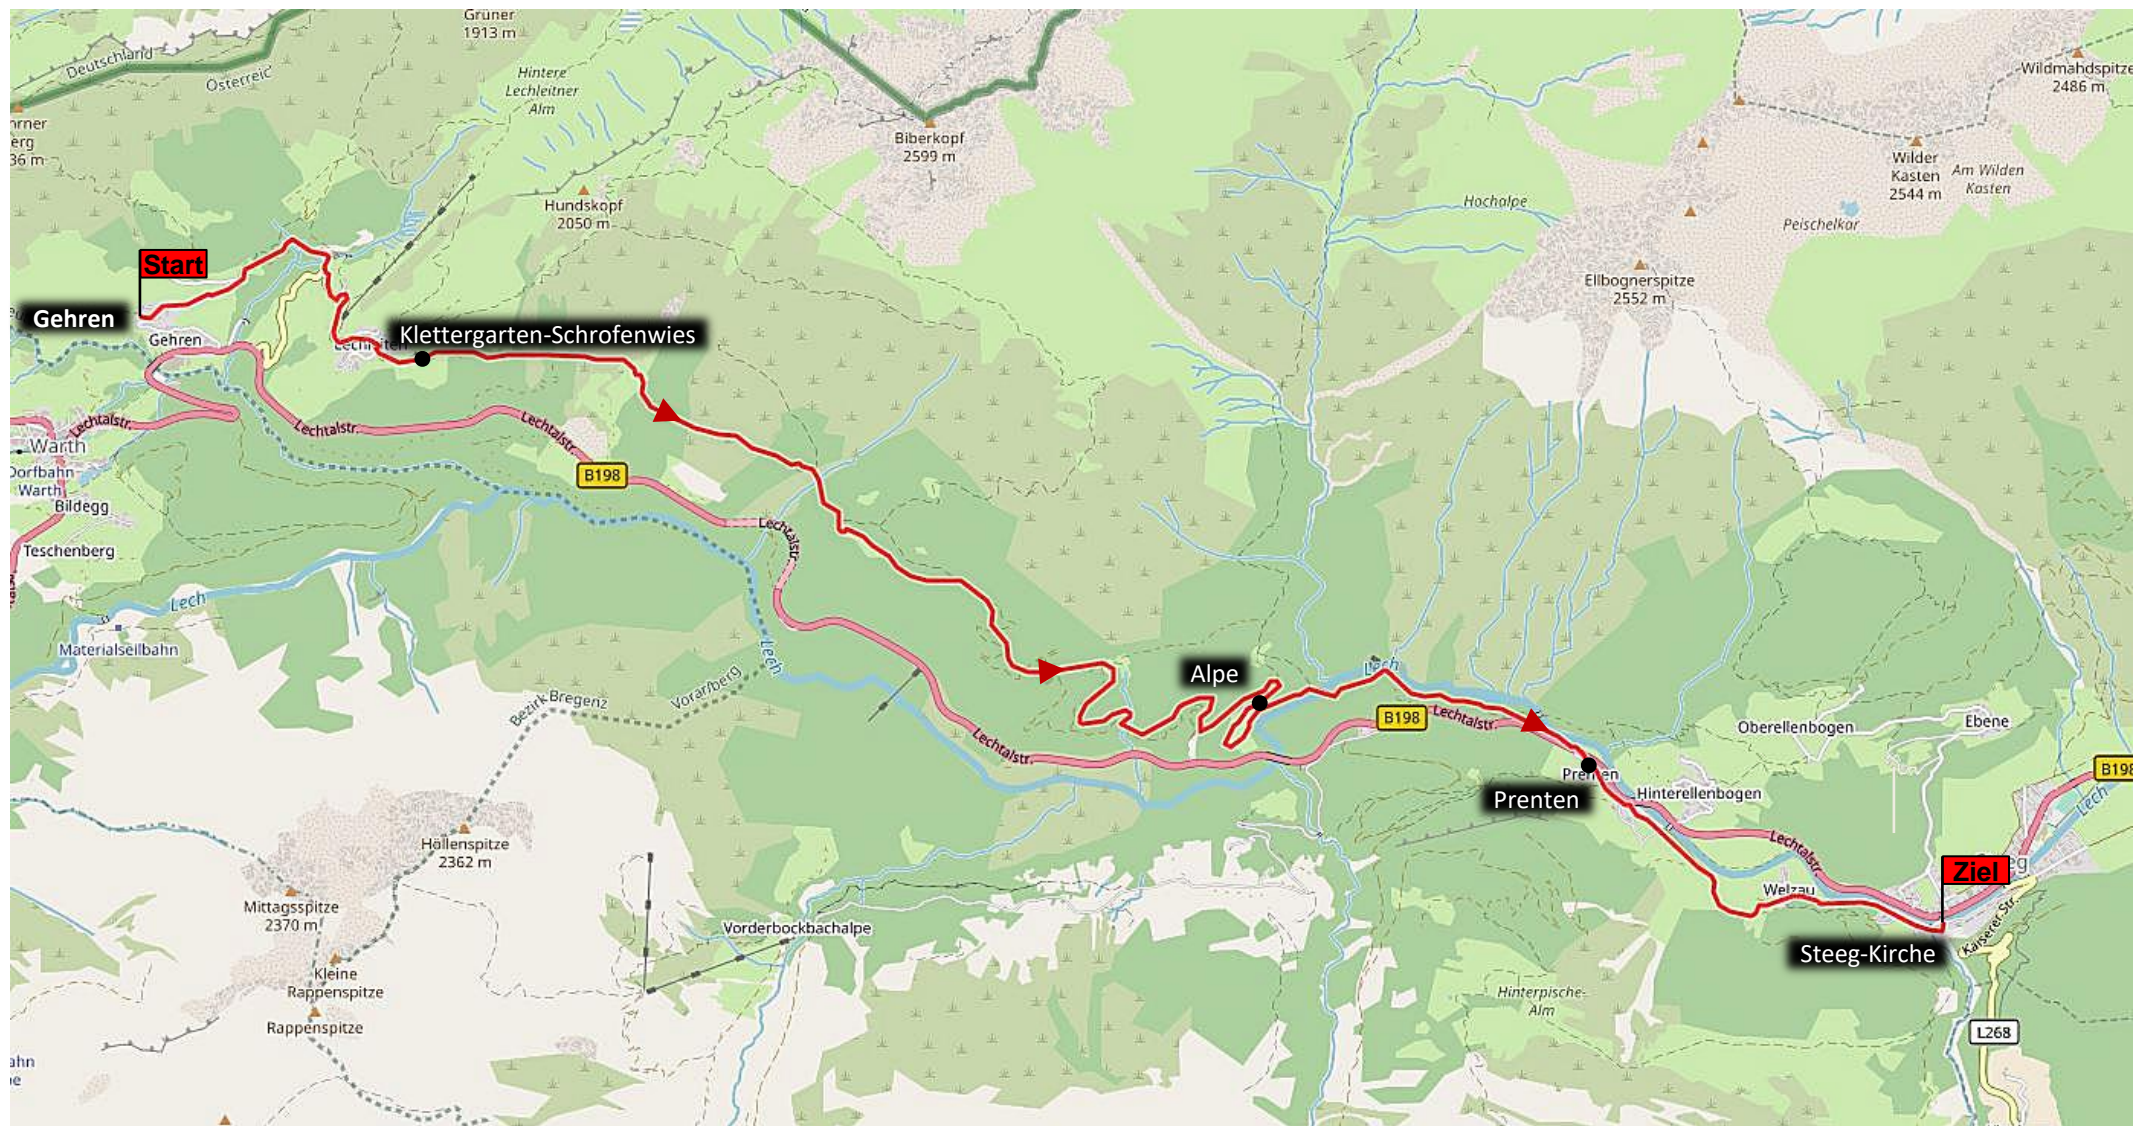 Grüner
1913 m
Deutschland
Österreic
Hintere
Lechleitner
Alm
Wildmahdspitze
2486 m
Biberkopf
2599 m
36 m
Wilder
Kasten
2544 m
Am Wilden
Kasten
Hundskopf
2050 m
Hochalpe
Peischelkar
Start
Ellbognerspitze
2552 m
Gehren
Gehren
Klettergarten-Schrofenwies
Lechtalstr.
Lechtalstr.
Lechtalstr.
Warth
Dorfbahn
Warth
B198
Bildegg
Lechtalstr.
Teschenberg
Lech
Materialseilbahn
Lech
Lech
Alpe
Bezirk Bregenz
Vorarlberg
B198
Lechtalstr.
Lechtalstr.
Oberellenbogen
Ebene
B198
Prenten
Prenten
Hinterellenbogen
Lech
Lechtalstr.
Höllenspitze
2362 m
Ziel
Welzau
Mittagsspitze
2370 m
Vorderbockbachalpe
Kaiserer Str.
Steeg-Kirche
Kleine
Rappenspitze
Hinterpische-
Alm
Rappenspitze
L268